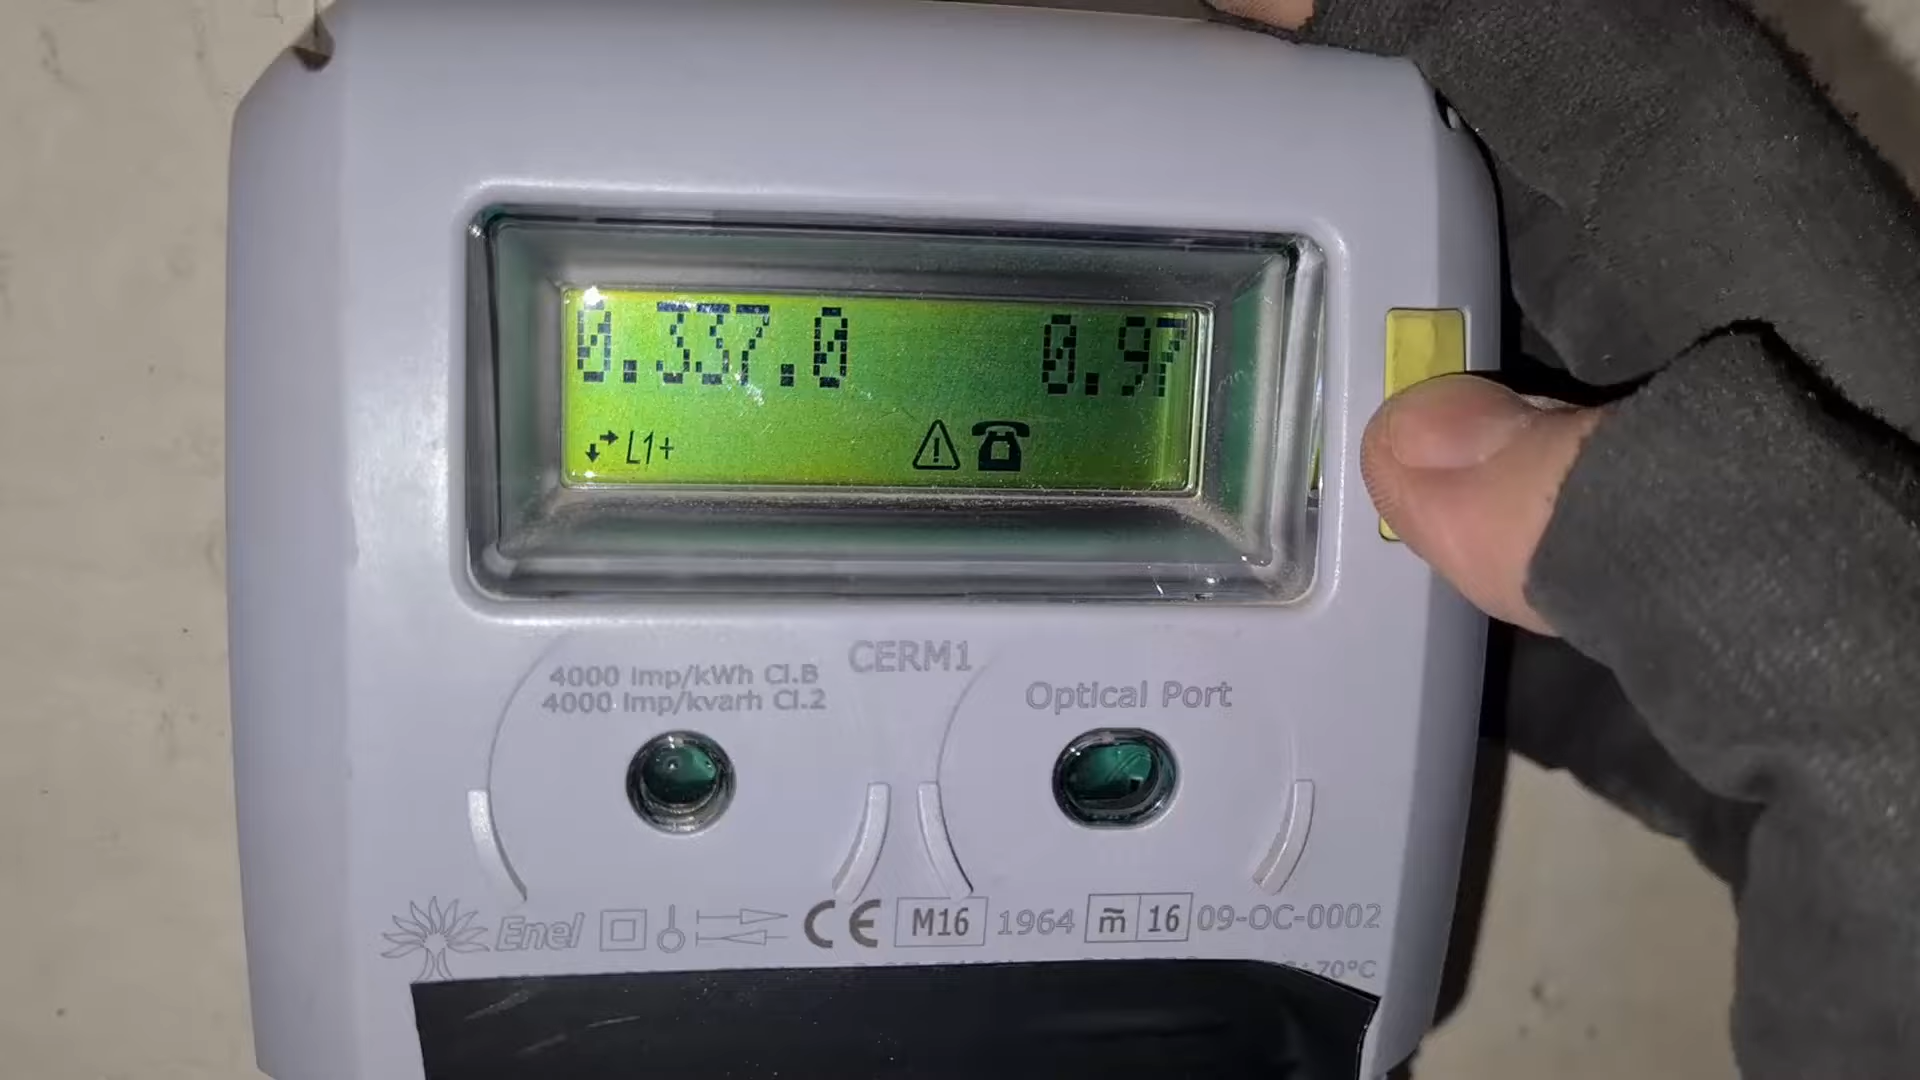 0.337.0 0.97
L1+
CERM1
4000 imp/kWh Cl.B
4000 imp/kvarh Cl.2
Optical Port
Enel CE M16 1964 m̃ 16 09-OC-0002
70°C